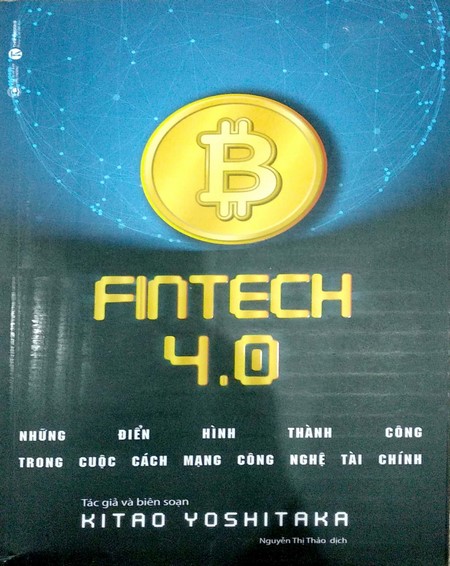 B
FINTECH
4.0
NHỮNG ĐIỂN HÌNH THÀNH CÔNG
TRONG CUỘC CÁCH MẠNG CÔNG NGHỆ TÀI CHÍNH
Tác giả và biên soạn
KITAO YOSHITAKA
Nguyễn Thị Thảo dịch